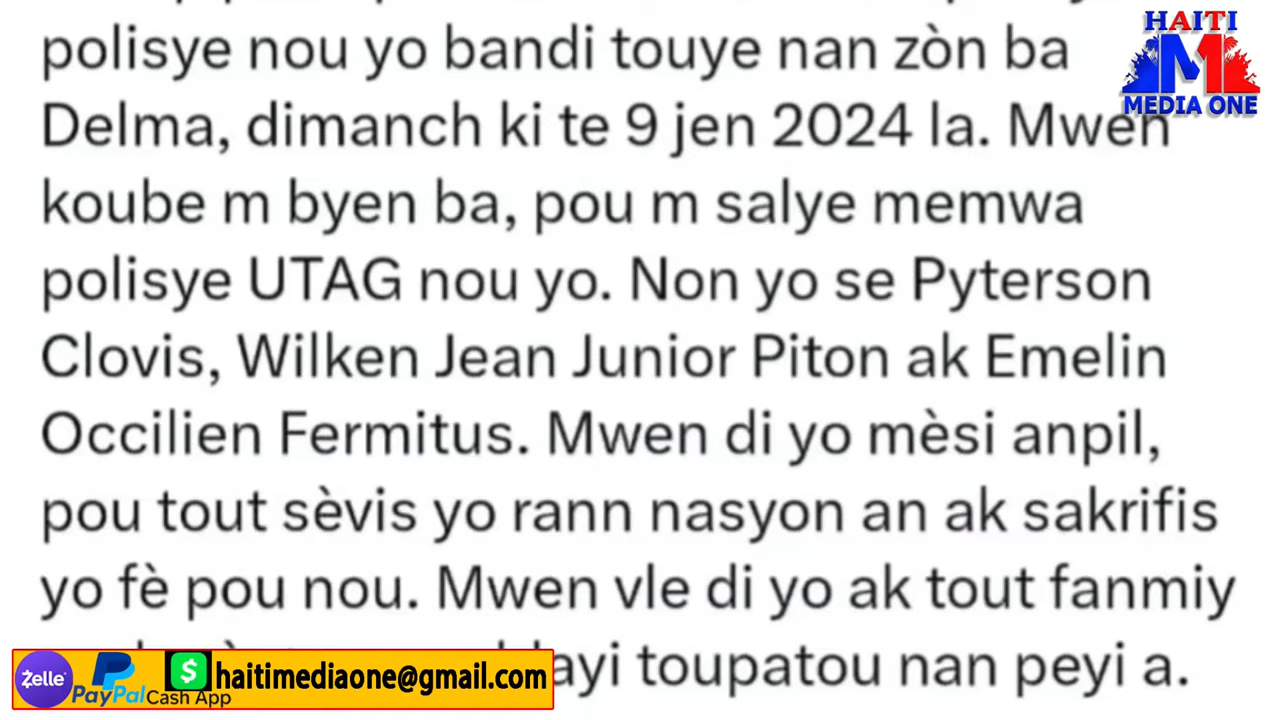 polisye nou yo bandi touye nan zòn ba
Delma, dimanch ki te 9 jen 2024 la. Mwen
koube m byen ba, pou m salye memwa
polisye UTAG nou yo. Non yo se Pyterson
Clovis, Wilken Jean Junior Piton ak Emelin
Occilien Fermitus. Mwen di yo mèsi anpil,
pou tout sèvis yo rann nasyon an ak sakrifis
yo fè pou nou. Mwen vle di yo ak tout fanmiy
toupatou nan peyi a.
HAITI
M
MEDIA ONE
Zelle
PayPal
Cash App
haitimediaone@gmail.com